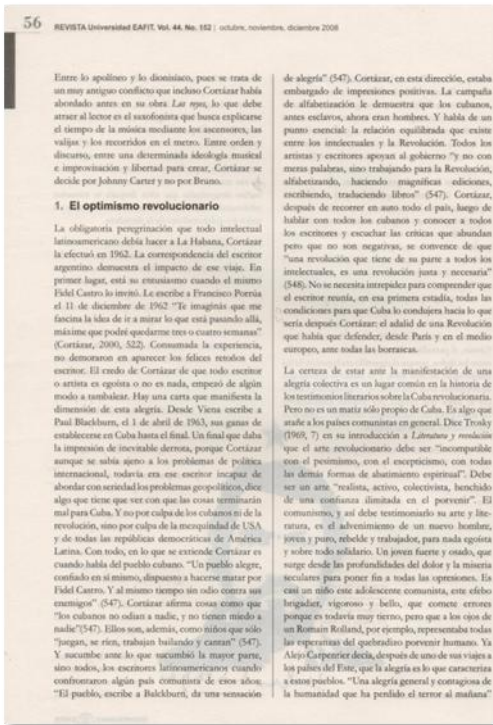 56
REVISTA Universidad EAFIT. Vol. 44. No. 152 | octubre, noviembre, diciembre 2008
Entre lo apolíneo y lo dionisíaco, pues se trata de
un muy antiguo conflicto que incluso Cortázar había
abordado antes en su obra Los reyes, lo que debe
atraer al lector es el saxofonista que busca explicarse
el tiempo de la música mediante los ascensores, las
valijas y los recorridos en el metro. Entre orden y
discurso, entre una determinada ideología musical
e improvisación y libertad para crear, Cortázar se
decide por Johnny Carter y no por Bruno.
1. El optimismo revolucionario
La obligatoria peregrinación que todo intelectual
latinoamericano debía hacer a La Habana, Cortázar
la efectuó en 1962. La correspondencia del escritor
argentino demuestra el impacto de ese viaje. En
primer lugar, está su entusiasmo cuando el mismo
Fidel Castro lo invitó. Le escribe a Francisco Porrúa
el 11 de diciembre de 1962 "Te imaginás que me
fascina la idea de ir a mirar lo que está pasando allá,
máxime que podré quedarme tres o cuatro semanas"
(Cortázar, 2000, 522). Consumada la experiencia,
no demoraron en aparecer los felices retoños del
escritor. El credo de Cortázar de que todo escritor
o artista es egoísta o no es nada, empezó de algún
modo a tambalear. Hay una carta que manifiesta la
dimensión de esta alegría. Desde Viena escribe a
Paul Blackburn, el 1 de abril de 1963, sus ganas de
establecerse en Cuba hasta el final. Un final que daba
la impresión de inevitable derrota, porque Cortázar
aunque se sabía ajeno a los problemas de política
internacional, todavía era ese escritor incapaz de
abordar con seriedad los problemas geopolíticos, dice
algo que tiene que ver con que las cosas terminarán
mal para Cuba. Y no por culpa de los cubanos ni de la
revolución, sino por culpa de la mezquindad de USA
y de todas las repúblicas democráticas de América
Latina. Con todo, en lo que se extiende Cortázar es
cuando habla del pueblo cubano. "Un pueblo alegre,
confiado en sí mismo, dispuesto a hacerse matar por
Fidel Castro. Y al mismo tiempo sin odio contra sus
enemigos" (547). Cortázar afirma cosas como que
"los cubanos no odian a nadie, y no tienen miedo a
nadie"(547). Ellos son, además, como niños que sólo
"juegan, se ríen, trabajan bailando y cantan" (547).
Y sucumbe ante lo que sucumbió la mayor parte,
sino todos, los escritores latinoamericanos cuando
confrontaron algún país comunista de esos años:
"El pueblo, escribe a Balckburn, da una sensación
de alegría" (547). Cortázar, en esta dirección, estaba
embargado de impresiones positivas. La campaña
de alfabetización le demuestra que los cubanos,
antes esclavos, ahora eran hombres. Y habla de un
punto esencial: la relación equilibrada que existe
entre los intelectuales y la Revolución. Todos los
artistas y escritores apoyan al gobierno "y no con
meras palabras, sino trabajando para la Revolución,
alfabetizando, haciendo magníficas ediciones,
escribiendo, traduciendo libros" (547). Cortázar,
después de recorrer en auto todo el país, luego de
hablar con todos los cubanos y conocer a todos
los escritores y escuchar las críticas que abundan
pero que no son negativas, se convence de que
"una revolución que tiene de su parte a todos los
intelectuales, es una revolución justa y necesaria"
(548). No se necesita intrepidez para comprender que
el escritor reunía, en esa primera estadía, todas las
condiciones para que Cuba lo condujera hacia lo que
sería después Cortázar: el adalid de una Revolución
que había que defender, desde París y en el medio
europeo, ante todas las borrascas.
La certeza de estar ante la manifestación de una
alegría colectiva es un lugar común en la historia de
los testimonios literarios sobre la Cuba revolucionaria.
Pero no es un matiz sólo propio de Cuba. Es algo que
atañe a los países comunistas en general. Dice Trosky
(1969, 7) en su introducción a Literatura y revolución
que el arte revolucionario debe ser "incompatible
con el pesimismo, con el escepticismo, con todas
las demás formas de abatimiento espiritual". Debe
ser un arte "realista, activo, colectivista, henchido
de una confianza ilimitada en el porvenir". El
comunismo, y así debe testimoniarlo su arte y lite-
ratura, es el advenimiento de un nuevo hombre,
joven y puro, rebelde y trabajador, para nada egoísta
y sobre todo solidario. Un joven fuerte y osado, que
surge desde las profundidades del dolor y la miseria
seculares para poner fin a todas las opresiones. Es
casi un niño este adolescente comunista, este efebo
brigadier, vigoroso y bello, que comete errores
porque es todavía muy tierno, pero que a los ojos de
un Romain Rolland, por ejemplo, representaba todas
las esperanzas del quebradizo porvenir humano. Ya
Alejo Carpentier decía, después de uno de sus viajes a
los países del Este, que la alegría es lo que caracteriza
a estos pueblos. "Una alegría general y contagiosa de
la humanidad que ha perdido el terror al mañana"